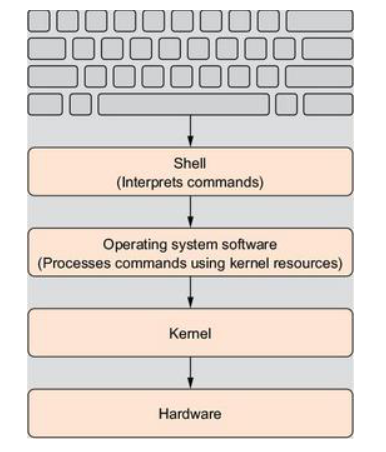 Shell
(Interprets commands)
Operating system software
(Processes commands using kernel resources)
Kernel
Hardware